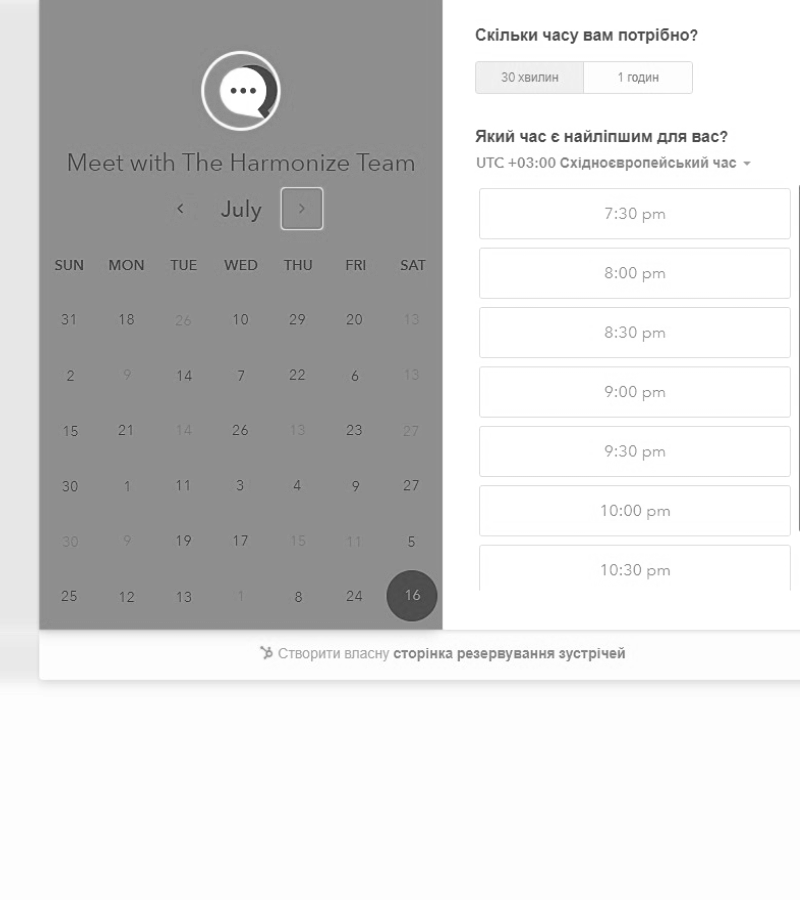 Meet with The Harmonize Team
July
SUN MON TUE WED THU FRI SAT
31 18 26 10 29 20 13
2 9 14 7 22 6 13
15 21 14 26 13 23 27
30 1 11 3 4 9 27
30 9 19 17 15 11 5
25 12 13 1 8 24 16
Скільки часу вам потрібно?
30 хвилин 1 годин
Який час є найліпшим для вас?
UTC +03:00 Східноєвропейський час
7:30 pm
8:00 pm
8:30 pm
9:00 pm
9:30 pm
10:00 pm
10:30 pm
Створити власну сторінка резервування зустрічей